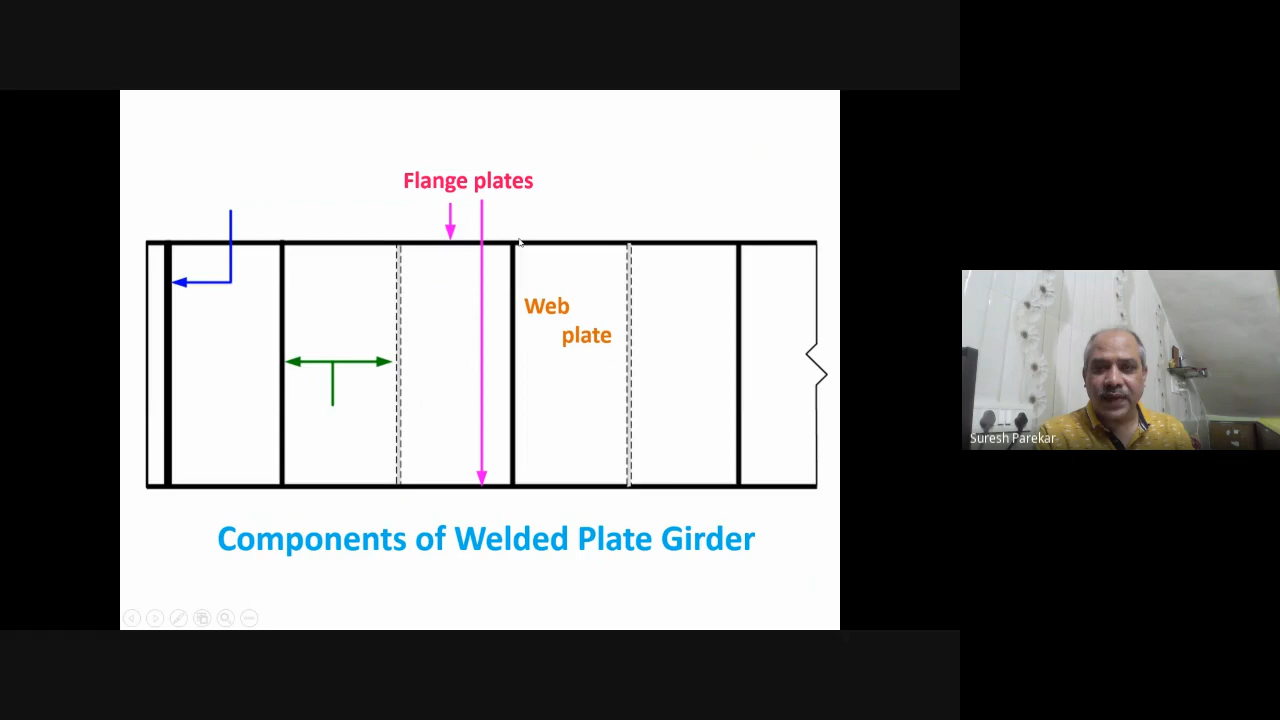 Flange plates
Web
plate
Components of Welded Plate Girder
Suresh Parekar